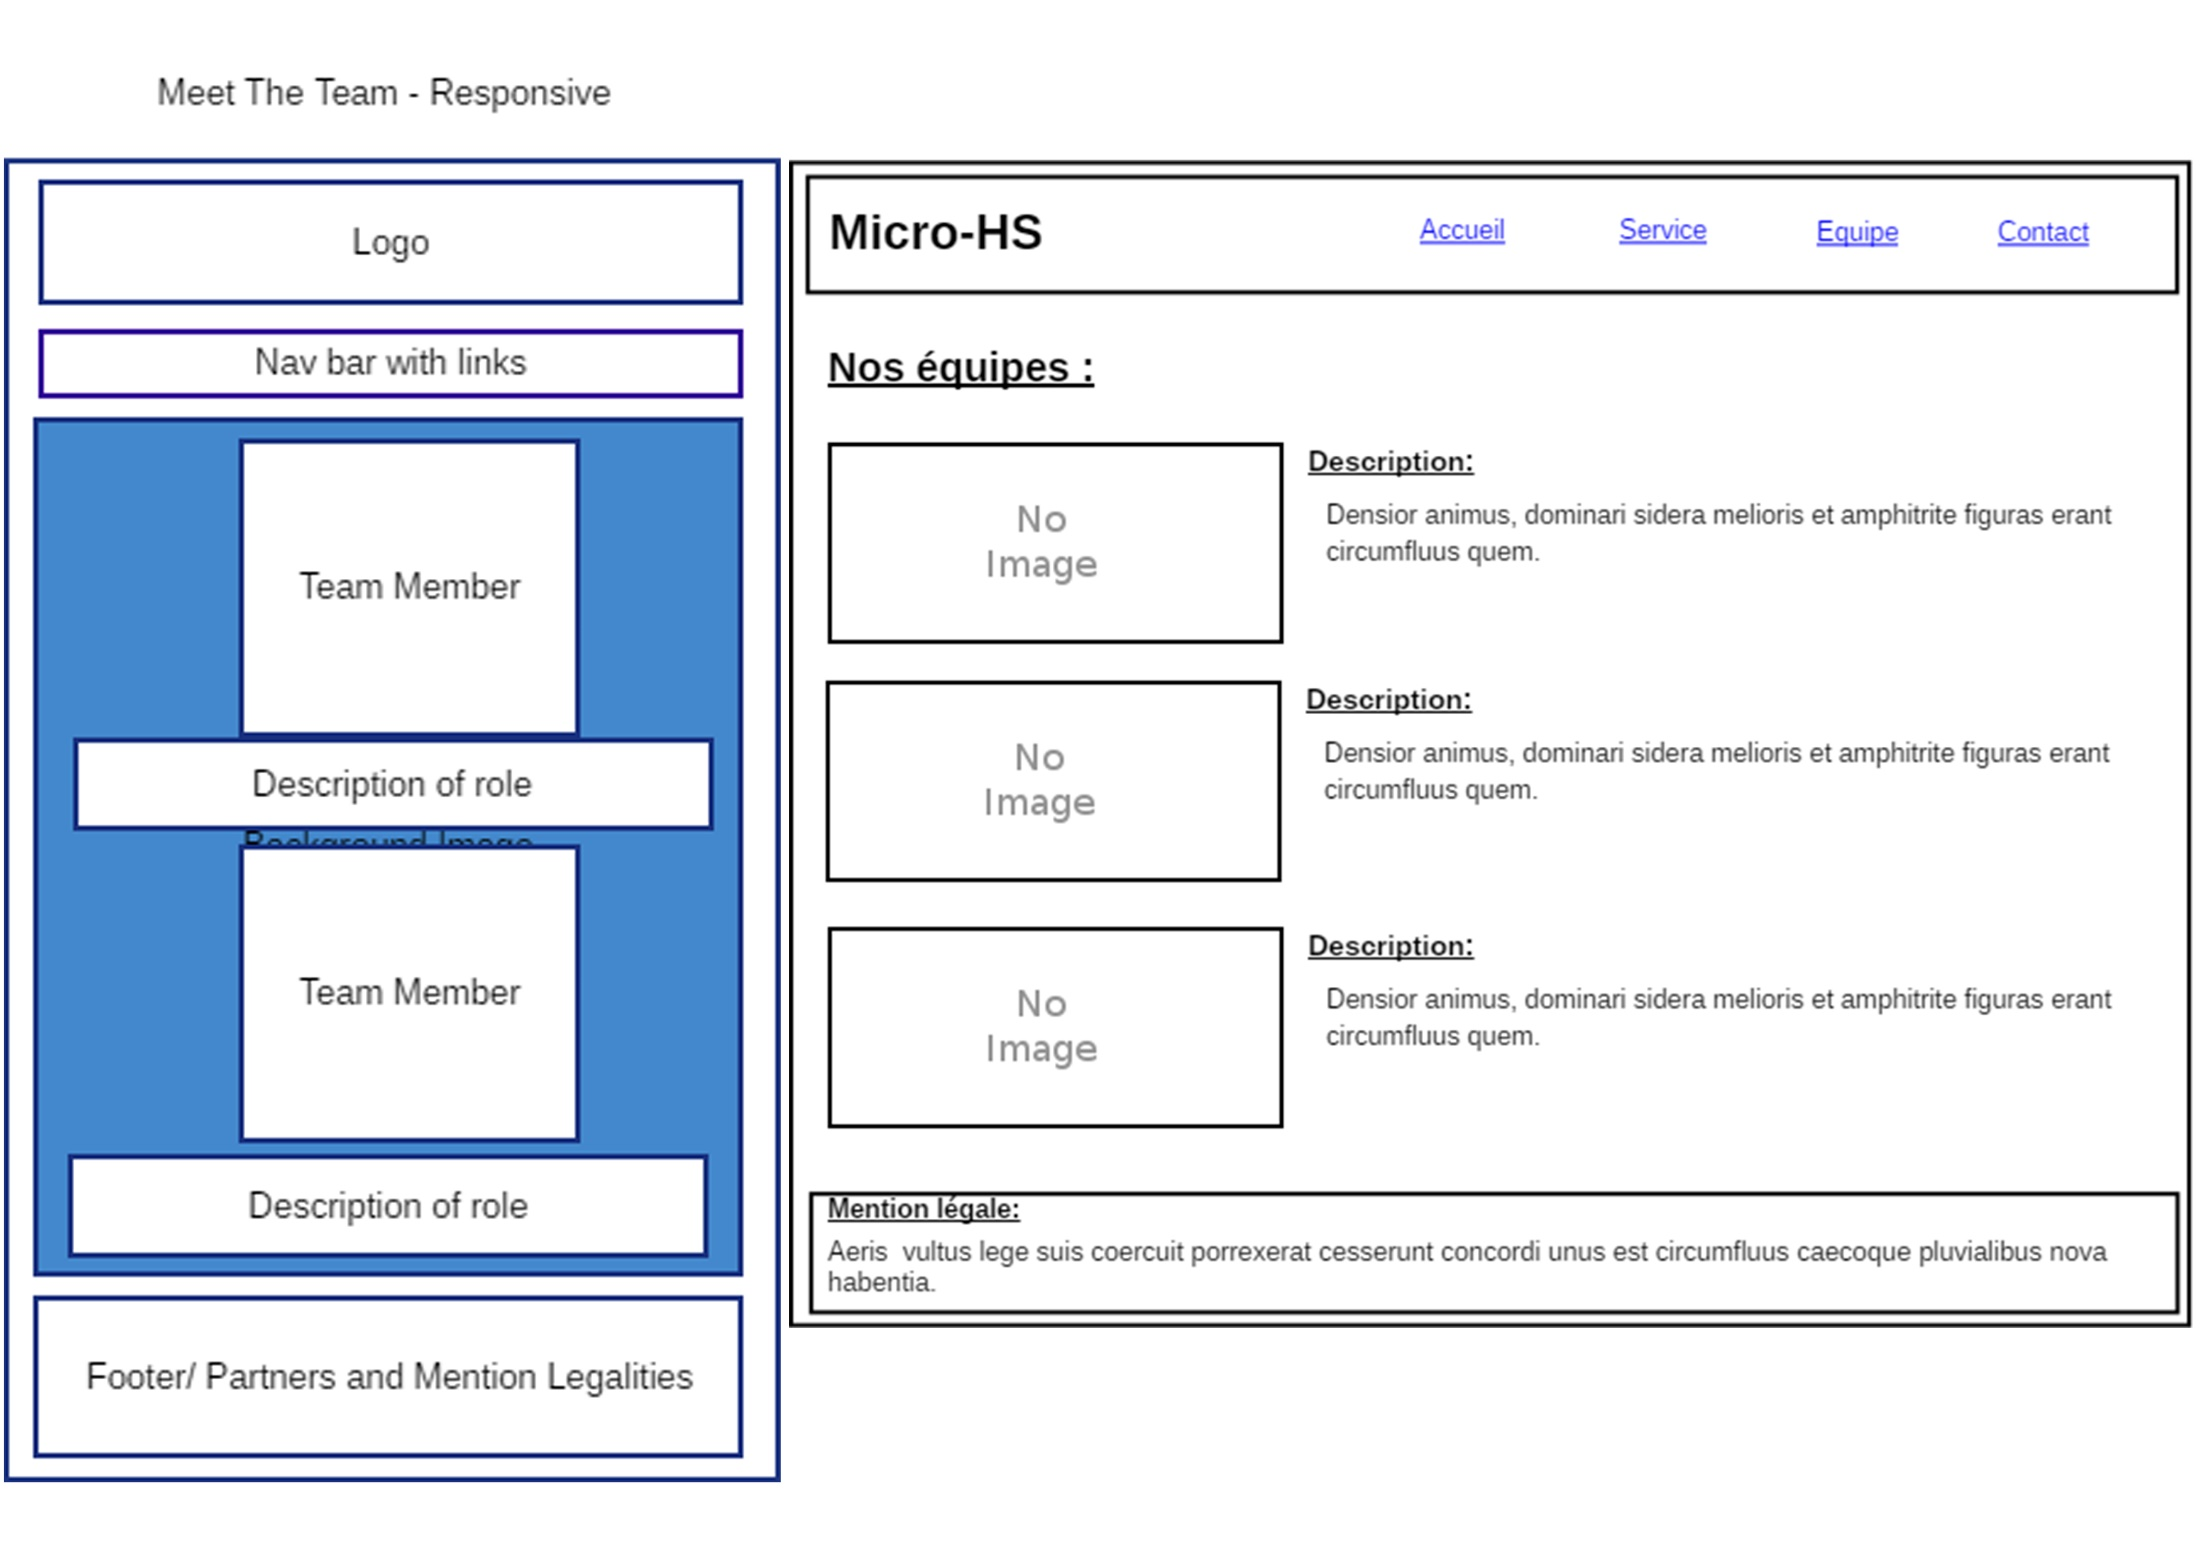 Meet The Team - Responsive
Logo
Nav bar with links
Team Member
Description of role
Background Image
Team Member
Description of role
Footer/ Partners and Mention Legalities
Micro-HS
Accueil
Service
Equipe
Contact
Nos équipes :
No
Image
Description:
Densior animus, dominari sidera melioris et amphitrite figuras erant
circumfluus quem.
No
Image
Description:
Densior animus, dominari sidera melioris et amphitrite figuras erant
circumfluus quem.
No
Image
Description:
Densior animus, dominari sidera melioris et amphitrite figuras erant
circumfluus quem.
Mention légale:
Aeris  vultus lege suis coercuit porrexerat cesserunt concordi unus est circumfluus caecoque pluvialibus nova
habentia.